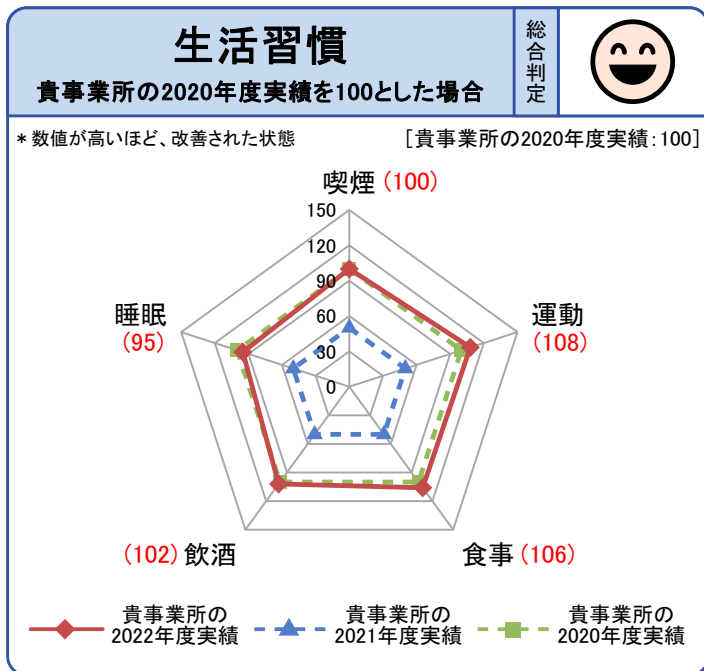 生活習慣
貴事業所の2020年度実績を100とした場合
総合判定
＊数値が高いほど、改善された状態
[貴事業所の2020年度実績:100]
喫煙(100)
150
120
90
60
30
0
睡眠
(95)
運動
(108)
(102)飲酒
食事(106)
貴事業所の
2022年度実績
貴事業所の
2021年度実績
貴事業所の
2020年度実績